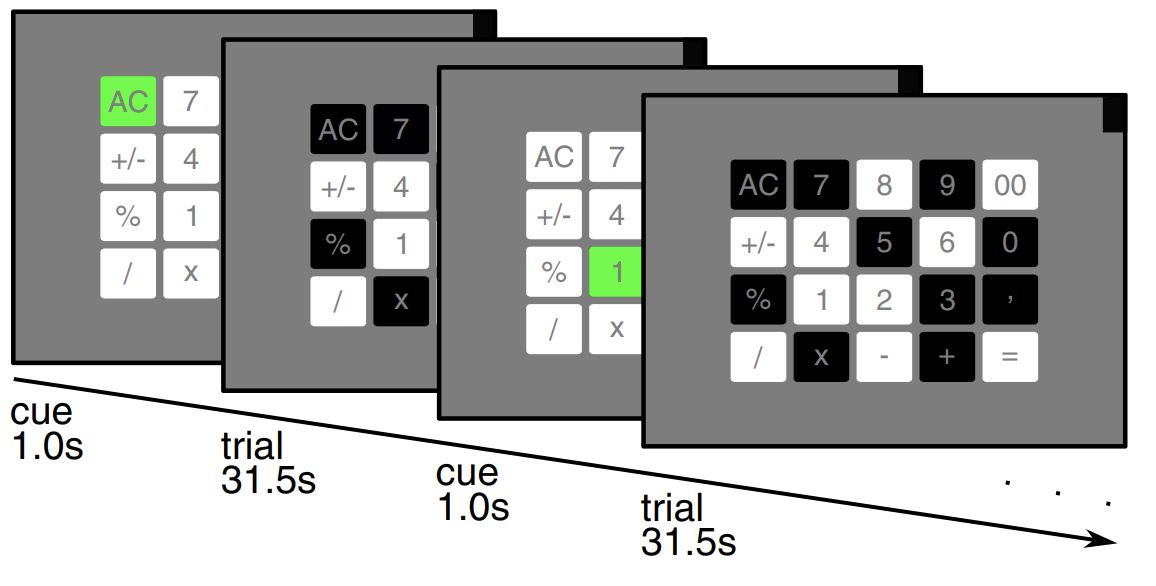 AC 7
+/- 4
% 1
/ x
AC 7
+/- 4
% 1
/ x
AC 7
+/- 4
% 1
/ x
AC 7 8 9 00
+/- 4 5 6 0
% 1 2 3 ,
/ x - + =
cue
1.0s
trial
31.5s
cue
1.0s
trial
31.5s
. . .